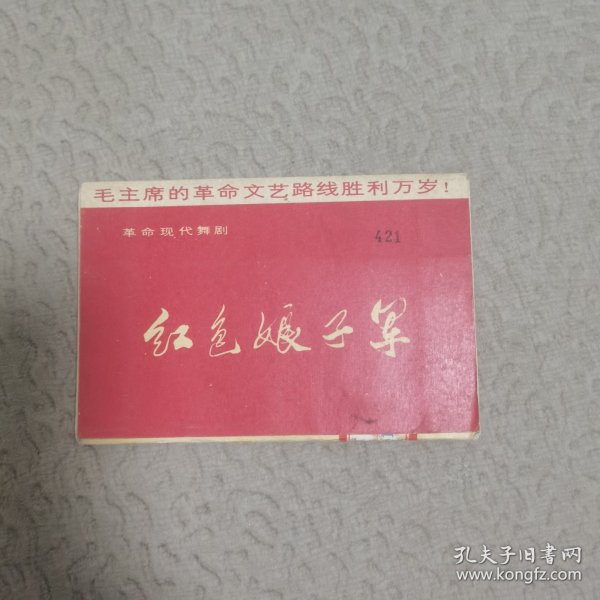 毛主席的革命文艺路线胜利万岁!
革命现代舞剧
421
红色娘子军
孔夫子旧书网
www.kongfz.com